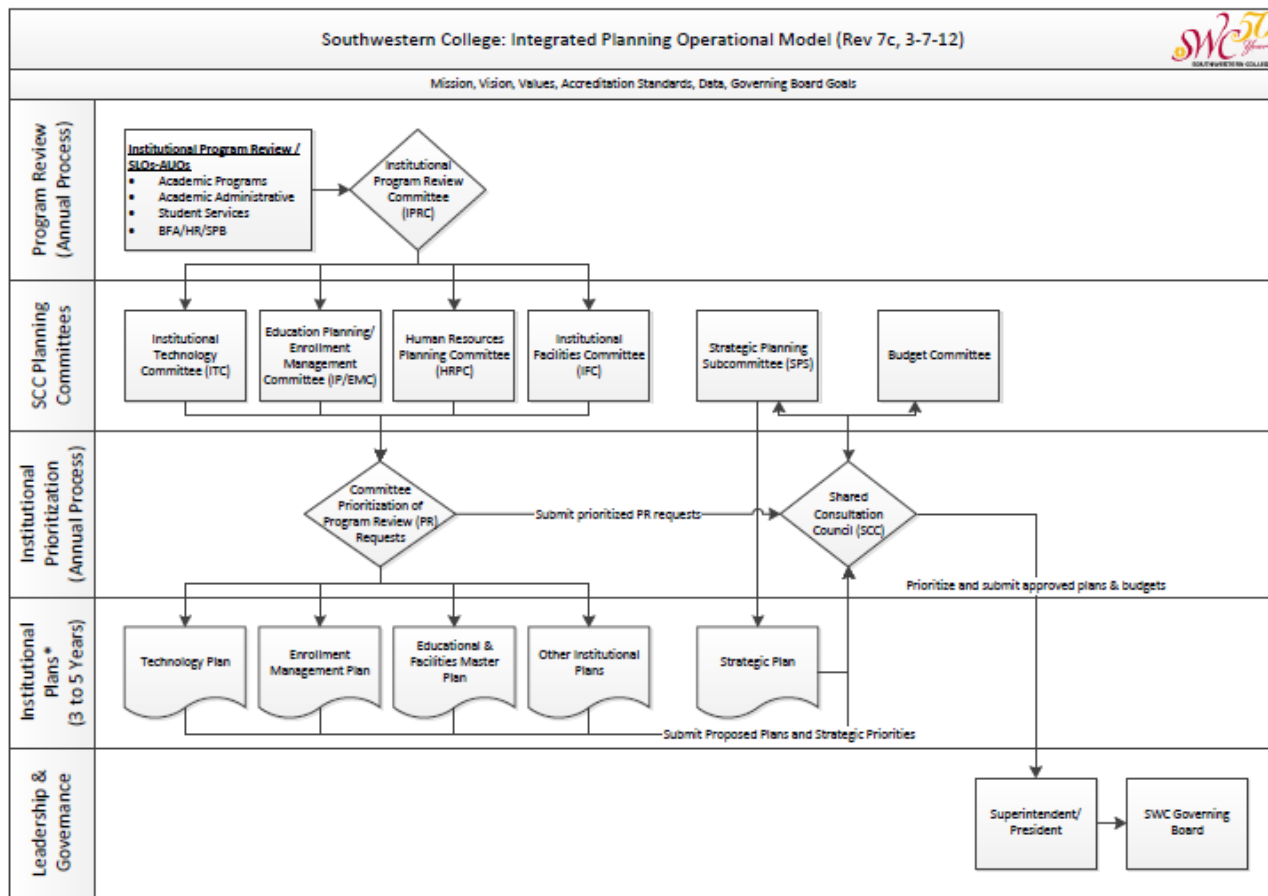 Southwestern College: Integrated Planning Operational Model (Rev 7c, 3-7-12)
SWC 50
Years
SOUTHWESTERN COLLEGE
Mission, Vision, Values, Accreditation Standards, Data, Governing Board Goals
Program Review
(Annual Process)
Institutional Program Review /
SLOs-AUOs
• Academic Programs
• Academic Administrative
• Student Services
• BFA/HR/SPB
Institutional
Program Review
Committee
(IPRC)
SCC Planning
Committees
Institutional
Technology
Committee (ITC)
Education Planning/
Enrollment
Management
Committee (IP/EMC)
Human Resources
Planning Committee
(HRPC)
Institutional
Facilities Committee
(IFC)
Strategic Planning
Subcommittee (SPS)
Budget Committee
Institutional
Prioritization
(Annual Process)
Committee
Prioritization of
Program Review (PR)
Requests
Submit prioritized PR requests
Shared
Consultation
Council (SCC)
Prioritize and submit approved plans & budgets
Institutional
Plans*
(3 to 5 Years)
Technology Plan
Enrollment
Management Plan
Educational
& Facilities Master
Plan
Other Institutional
Plans
Strategic Plan
Submit Proposed Plans and Strategic Priorities
Leadership &
Governance
Superintendent/
President
SWC Governing
Board